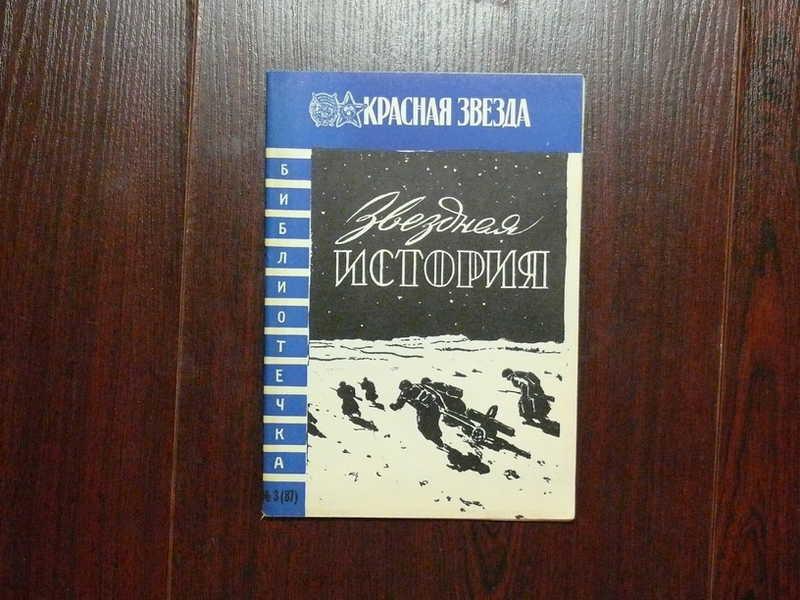 КРАСНАЯ ЗВЕЗДА
БИБЛИОТЕЧКА
№ 3 (87)
Звездная
ИСТОРИЯ